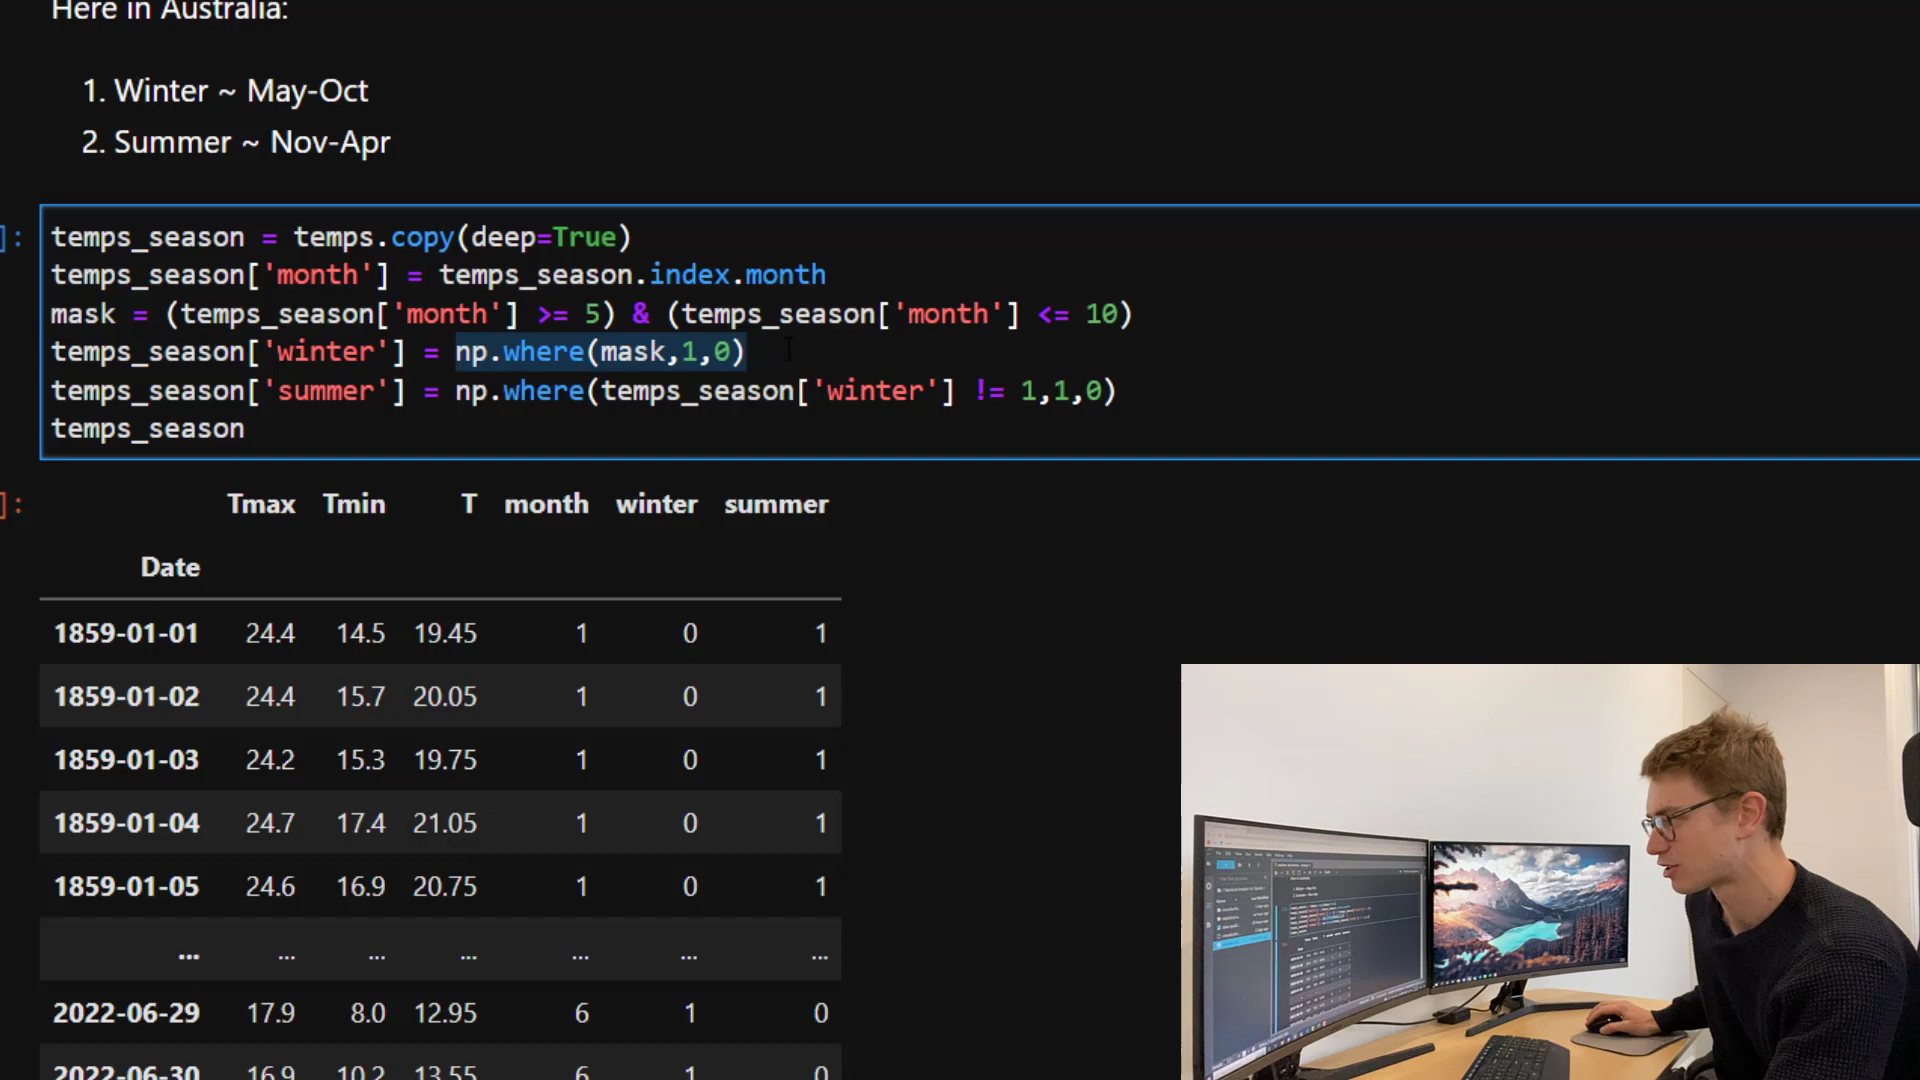 Here in Australia:
1. Winter ~ May-Oct
2. Summer ~ Nov-Apr
]:
temps_season = temps.copy(deep=True)
temps_season['month'] = temps_season.index.month
mask = (temps_season['month'] >= 5) & (temps_season['month'] <= 10)
temps_season['winter'] = np.where(mask,1,0)
temps_season['summer'] = np.where(temps_season['winter'] != 1,1,0)
temps_season
]:
Tmax Tmin T month winter summer
Date
1859-01-01 24.4 14.5 19.45 1 0 1
1859-01-02 24.4 15.7 20.05 1 0 1
1859-01-03 24.2 15.3 19.75 1 0 1
1859-01-04 24.7 17.4 21.05 1 0 1
1859-01-05 24.6 16.9 20.75 1 0 1
... ... ... ... ... ... ...
2022-06-29 17.9 8.0 12.95 6 1 0
2022-06-30 16.9 10.2 13.55 6 1 0